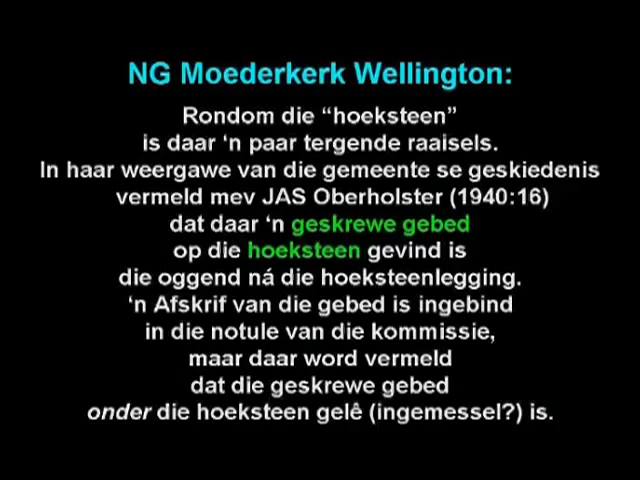 NG Moederkerk Wellington:
Rondom die “hoeksteen”
is daar ‘n paar tergende raaisels.
In haar weergawe van die gemeente se geskiedenis
vermeld mev JAS Oberholster (1940:16)
dat daar ‘n geskrewe gebed
op die hoeksteen gevind is
die oggend ná die hoeksteenlegging.
‘n Afskrif van die gebed is ingebind
in die notule van die kommissie,
maar daar word vermeld
dat die geskrewe gebed
onder die hoeksteen gelê (ingemessel?) is.